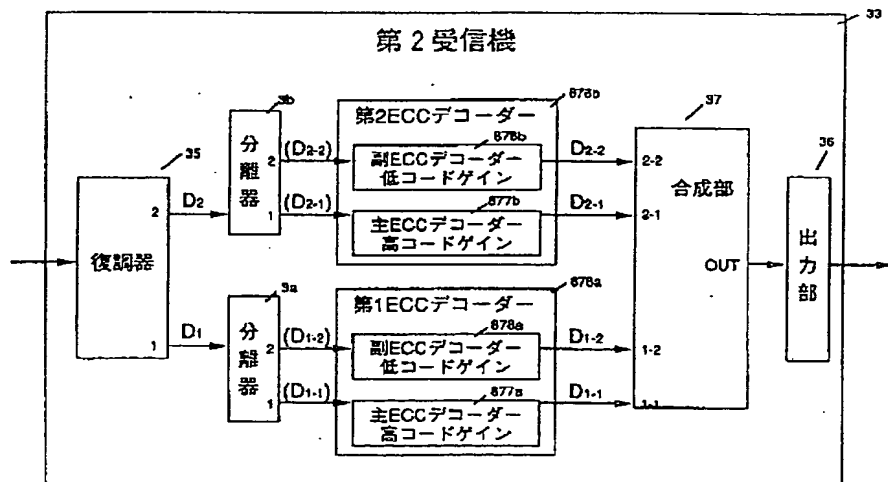 33
第2受信機
876b
37
3b
第2ECCデコーダー
36
878b
35
分離器
2
(D2-2)
副ECCデコーダー
低コードゲイン
D2-2
2-2
合成部
877b
2
D2
(D2-1)
1
主ECCデコーダー
高コードゲイン
D2-1
2-1
復調器
OUT
出力部
876a
3a
第1ECCデコーダー
878a
1
D1
分離器
2
(D1-2)
副ECCデコーダー
低コードゲイン
D1-2
1-2
877a
(D1-1)
1
主ECCデコーダー
高コードゲイン
D1-1
1-1